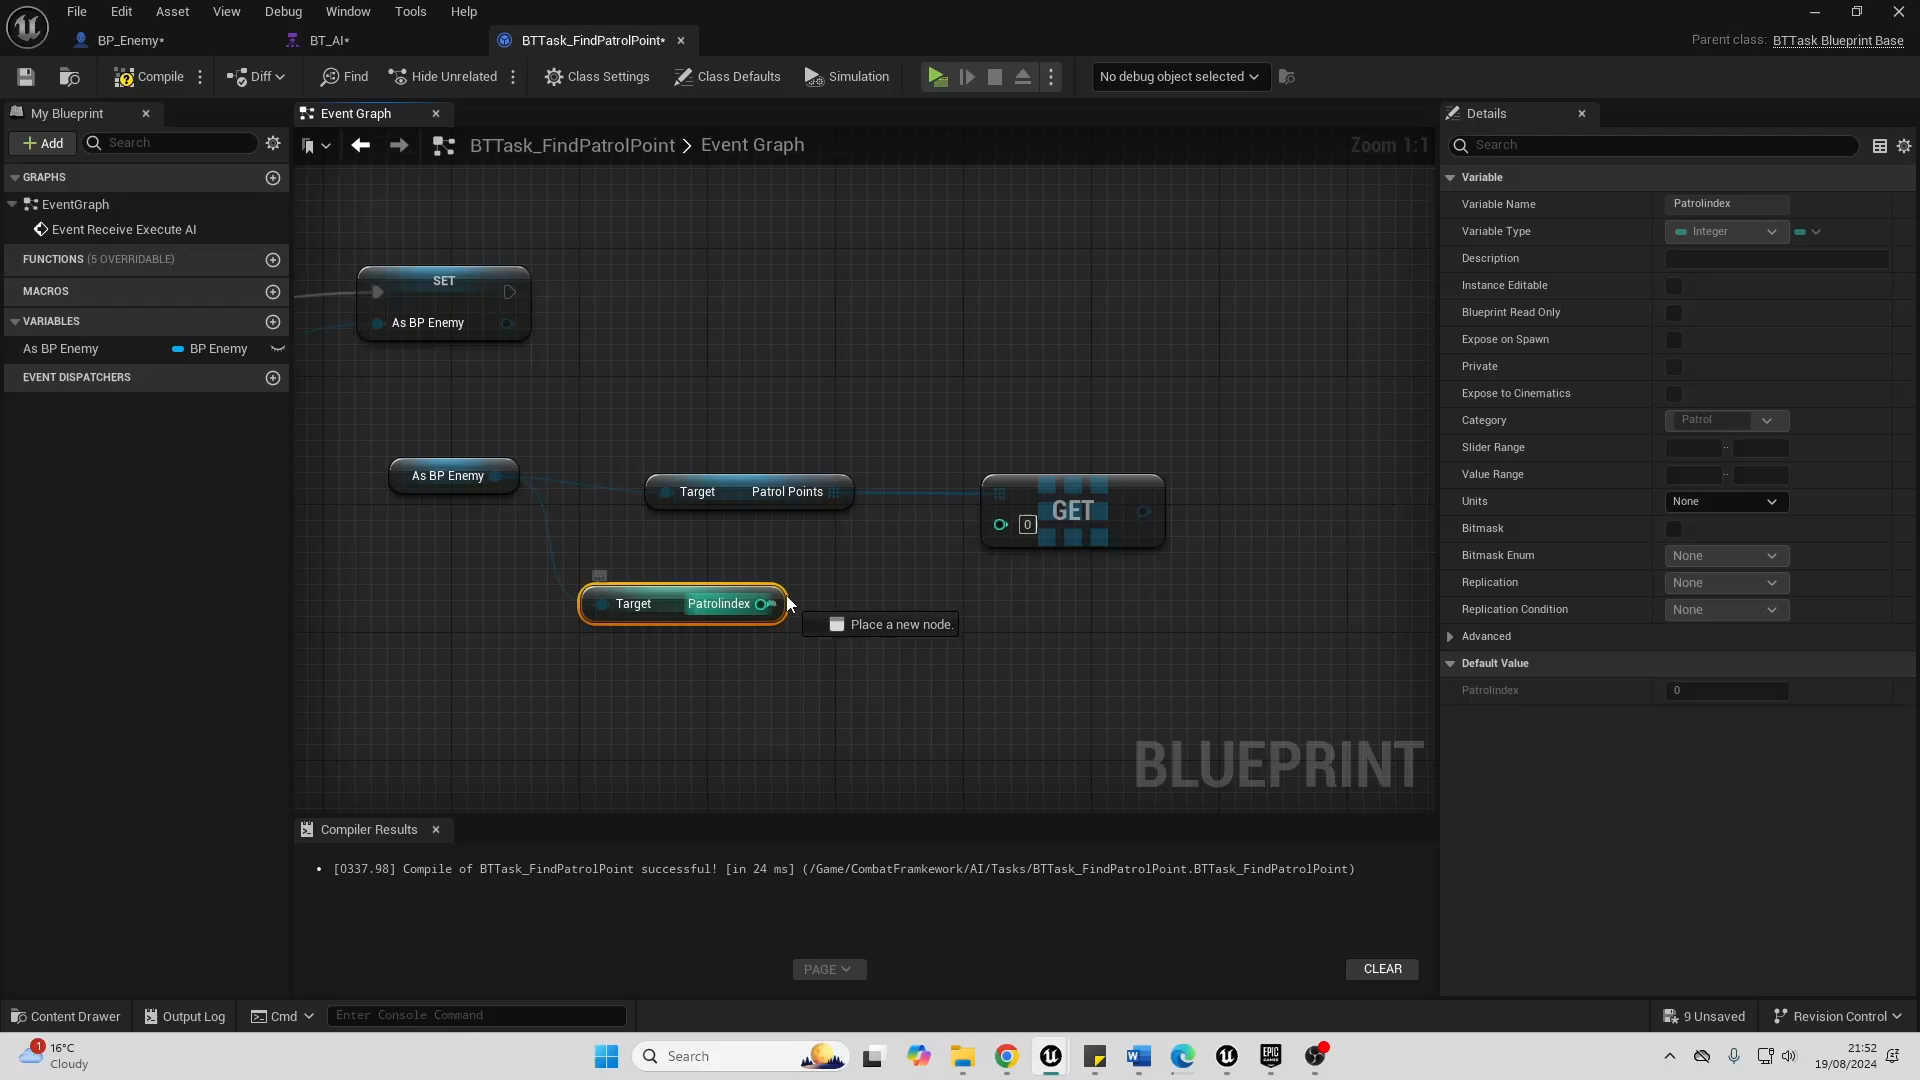 File Edit Asset View Debug Window Tools Help
BP_Enemy* BT_AI* BTTask_FindPatrolPoint*
Parent class: BTTask Blueprint Base
Compile Diff Find Hide Unrelated Class Settings Class Defaults Simulation No debug object selected
My Blueprint
Add Search
GRAPHS
EventGraph
Event Receive Execute AI
FUNCTIONS (5 OVERRIDABLE)
MACROS
VARIABLES
As BP Enemy BP Enemy
EVENT DISPATCHERS
Event Graph
BTTask_FindPatrolPoint > Event Graph
Zoom 1:1
SET
As BP Enemy
As BP Enemy
Target Patrol Points
0 GET
Target Patrolindex
Place a new node.
BLUEPRINT
Compiler Results
[0337.98] Compile of BTTask_FindPatrolPoint successful! [in 24 ms] (/Game/CombatFramkework/AI/Tasks/BTTask_FindPatrolPoint.BTTask_FindPatrolPoint)
PAGE
CLEAR
Details
Search
Variable
Variable Name Patrolindex
Variable Type Integer
Description
Instance Editable
Blueprint Read Only
Expose on Spawn
Private
Expose to Cinematics
Category Patrol
Slider Range
Value Range
Units None
Bitmask
Bitmask Enum None
Replication None
Replication Condition None
Advanced
Default Value
Patrolindex 0
Content Drawer Output Log Cmd Enter Console Command
9 Unsaved Revision Control
1 16°C
Cloudy
Search
EPIC GAMES
21:52
19/08/2024